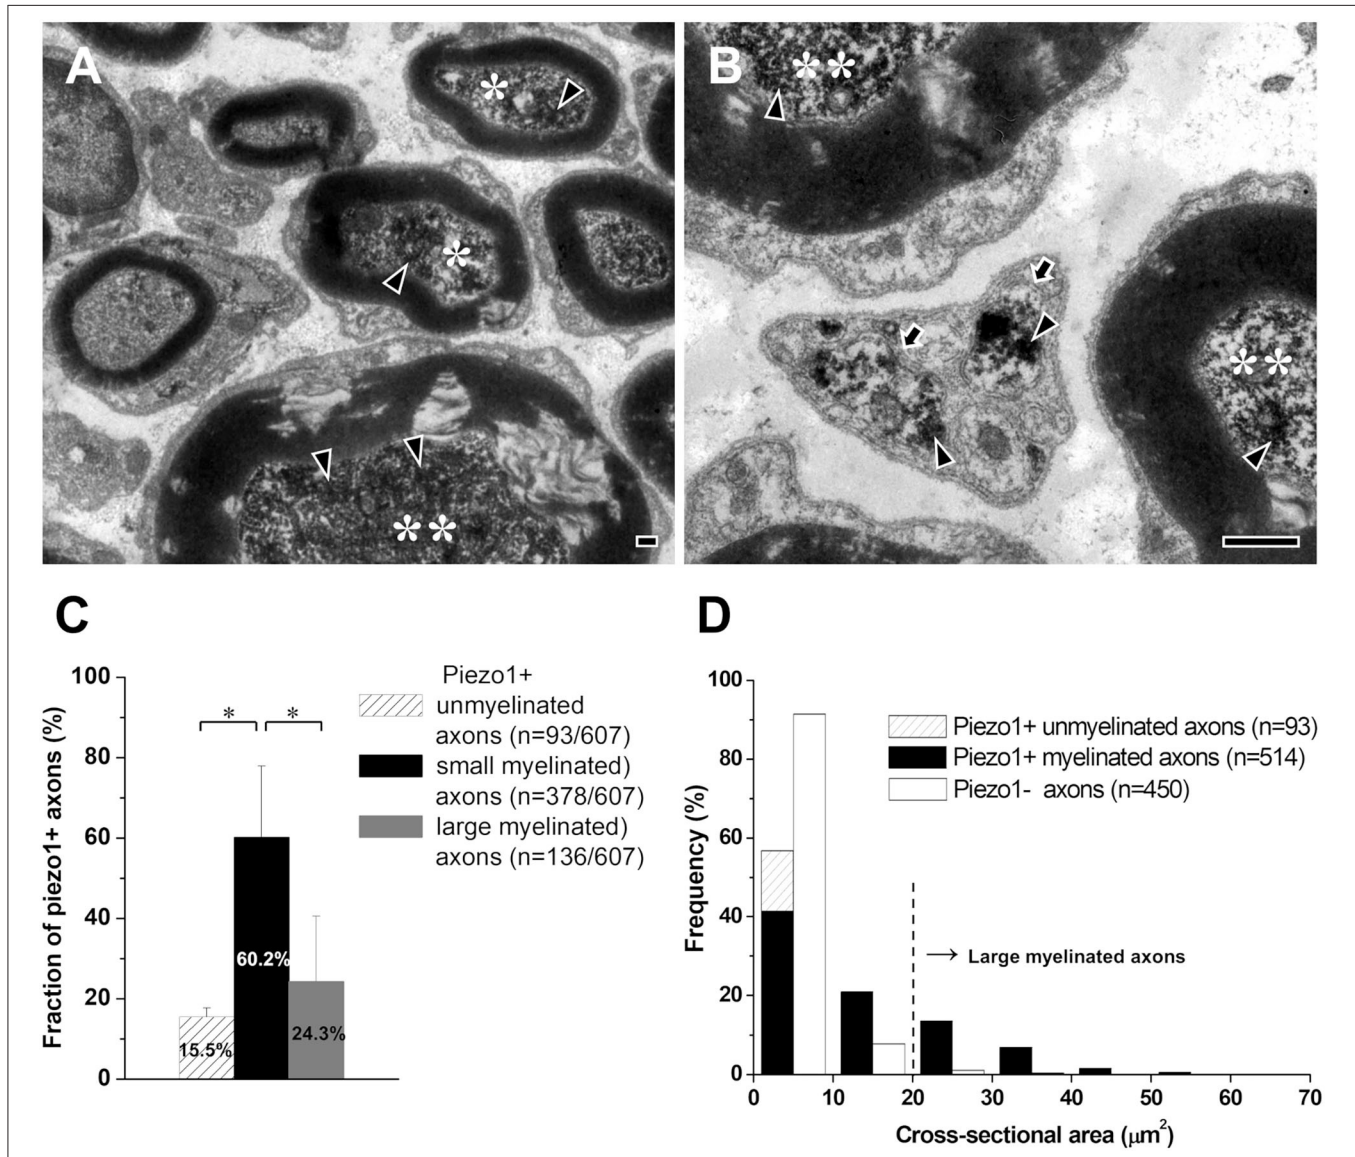 A
B
*
*
**
**
**
C
Fraction of piezo1+ axons (%)
100
80
60
40
20
0
*
*
15.5%
60.2%
24.3%
Piezo1+
unmyelinated
axons (n=93/607)
small myelinated)
axons (n=378/607)
large myelinated)
axons (n=136/607)
D
Frequency (%)
100
80
60
40
20
0
Piezo1+ unmyelinated axons (n=93)
Piezo1+ myelinated axons (n=514)
Piezo1- axons (n=450)
→ Large myelinated axons
0 10 20 30 40 50 60 70
Cross-sectional area (μm²)